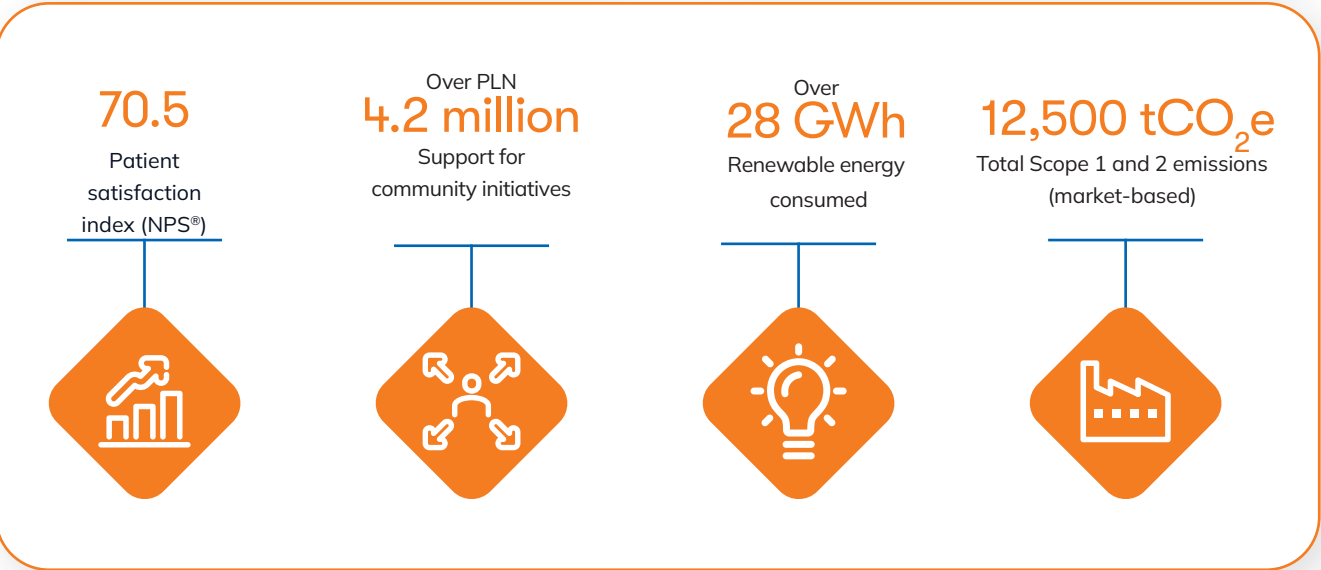 70.5
Patient
satisfaction
index (NPS®)
Over PLN
4.2 million
Support for
community initiatives
Over
28 GWh
Renewable energy
consumed
12,500 tCO₂e
Total Scope 1 and 2 emissions
(market-based)